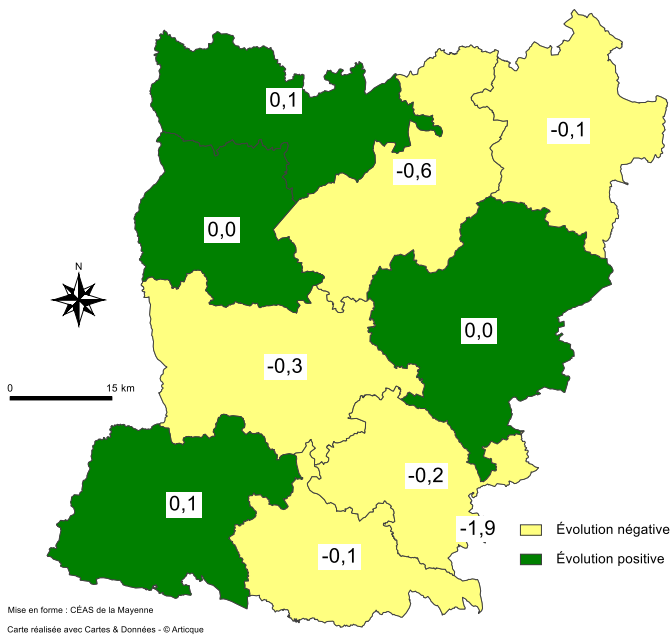 0,1
-0,1
-0,6
0,0
N
0,0
-0,3
0 15 km
-0,2
0,1
-1,9
Évolution négative
-0,1
Évolution positive
Mise en forme : CÉAS de la Mayenne
Carte réalisée avec Cartes & Données - © Articque